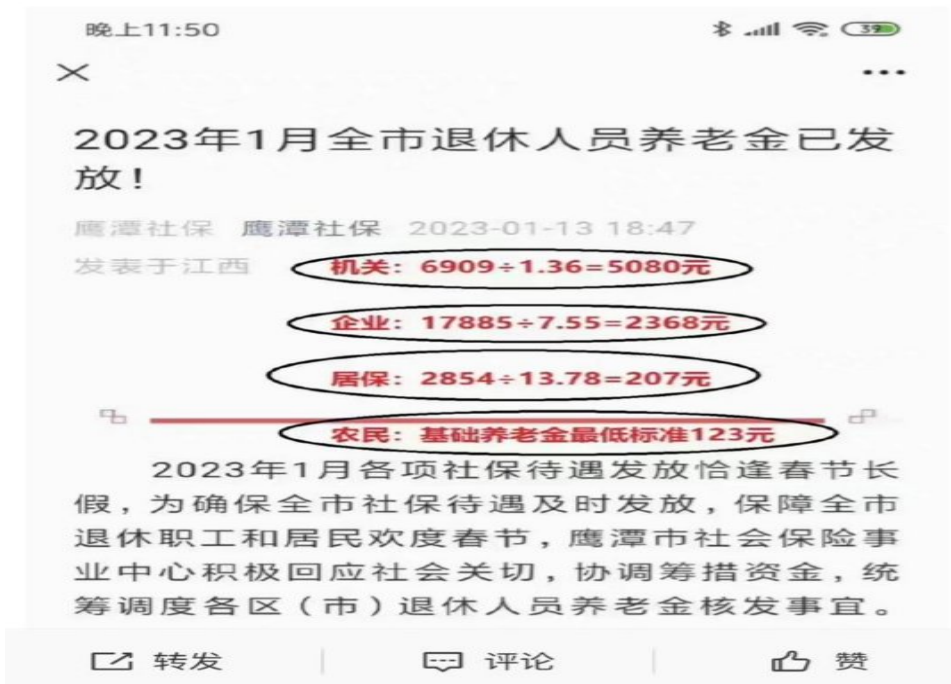 晚上11:50
39
2023年1月全市退休人员养老金已发
放!
鹰潭社保 鹰潭社保 2023-01-13 18:47
发表于江西
机关：6909÷1.36=5080元
企业：17885÷7.55=2368元
居保：2854÷13.78=207元
农民：基础养老金最低标准123元
2023年1月各项社保待遇发放恰逢春节长
假，为确保全市社保待遇及时发放，保障全市
退休职工和居民欢度春节，鹰潭市社会保险事
业中心积极回应社会关切，协调筹措资金，统
筹调度各区（市）退休人员养老金核发事宜。
转发 评论 赞